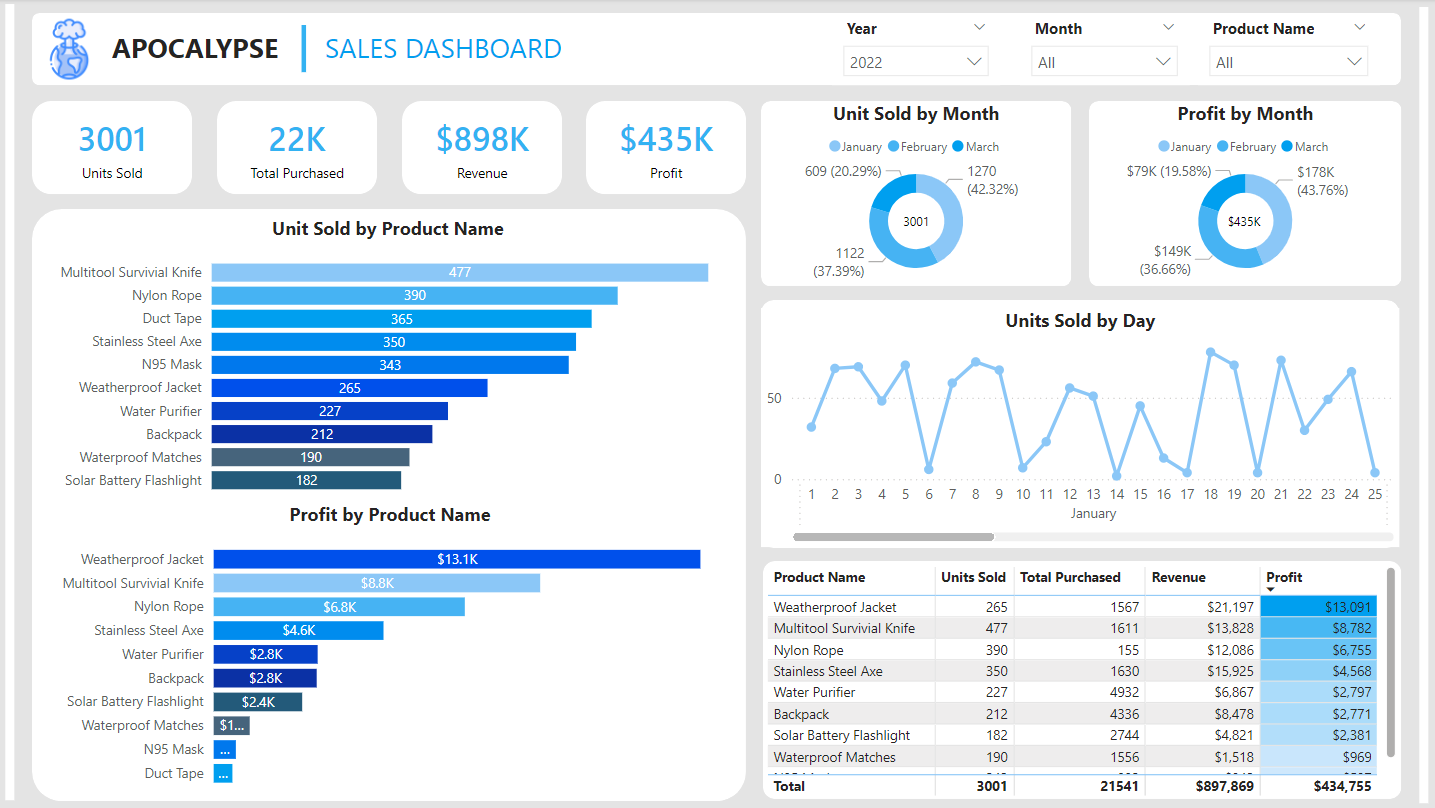 APOCALYPSE
SALES DASHBOARD
Year
2022
Month
All
Product Name
All
3001
Units Sold
22K
Total Purchased
$898K
Revenue
$435K
Profit
Unit Sold by Product Name
Multitool Survivial Knife 477
Nylon Rope 390
Duct Tape 365
Stainless Steel Axe 350
N95 Mask 343
Weatherproof Jacket 265
Water Purifier 227
Backpack 212
Waterproof Matches 190
Solar Battery Flashlight 182
Profit by Product Name
Weatherproof Jacket $13.1K
Multitool Survivial Knife $8.8K
Nylon Rope $6.8K
Stainless Steel Axe $4.6K
Water Purifier $2.8K
Backpack $2.8K
Solar Battery Flashlight $2.4K
Waterproof Matches $1...
N95 Mask ...
Duct Tape ...
Unit Sold by Month
January February March
609 (20.29%)
1270
(42.32%)
3001
1122
(37.39%)
Profit by Month
January February March
$79K (19.58%)
$178K
(43.76%)
$435K
$149K
(36.66%)
Units Sold by Day
50
0
1 2 3 4 5 6 7 8 9 10 11 12 13 14 15 16 17 18 19 20 21 22 23 24 25
January
Product Name Units Sold Total Purchased Revenue Profit
Weatherproof Jacket 265 1567 $21,197 $13,091
Multitool Survivial Knife 477 1611 $13,828 $8,782
Nylon Rope 390 155 $12,086 $6,755
Stainless Steel Axe 350 1630 $15,925 $4,568
Water Purifier 227 4932 $6,867 $2,797
Backpack 212 4336 $8,478 $2,771
Solar Battery Flashlight 182 2744 $4,821 $2,381
Waterproof Matches 190 1556 $1,518 $969
Total 3001 21541 $897,869 $434,755